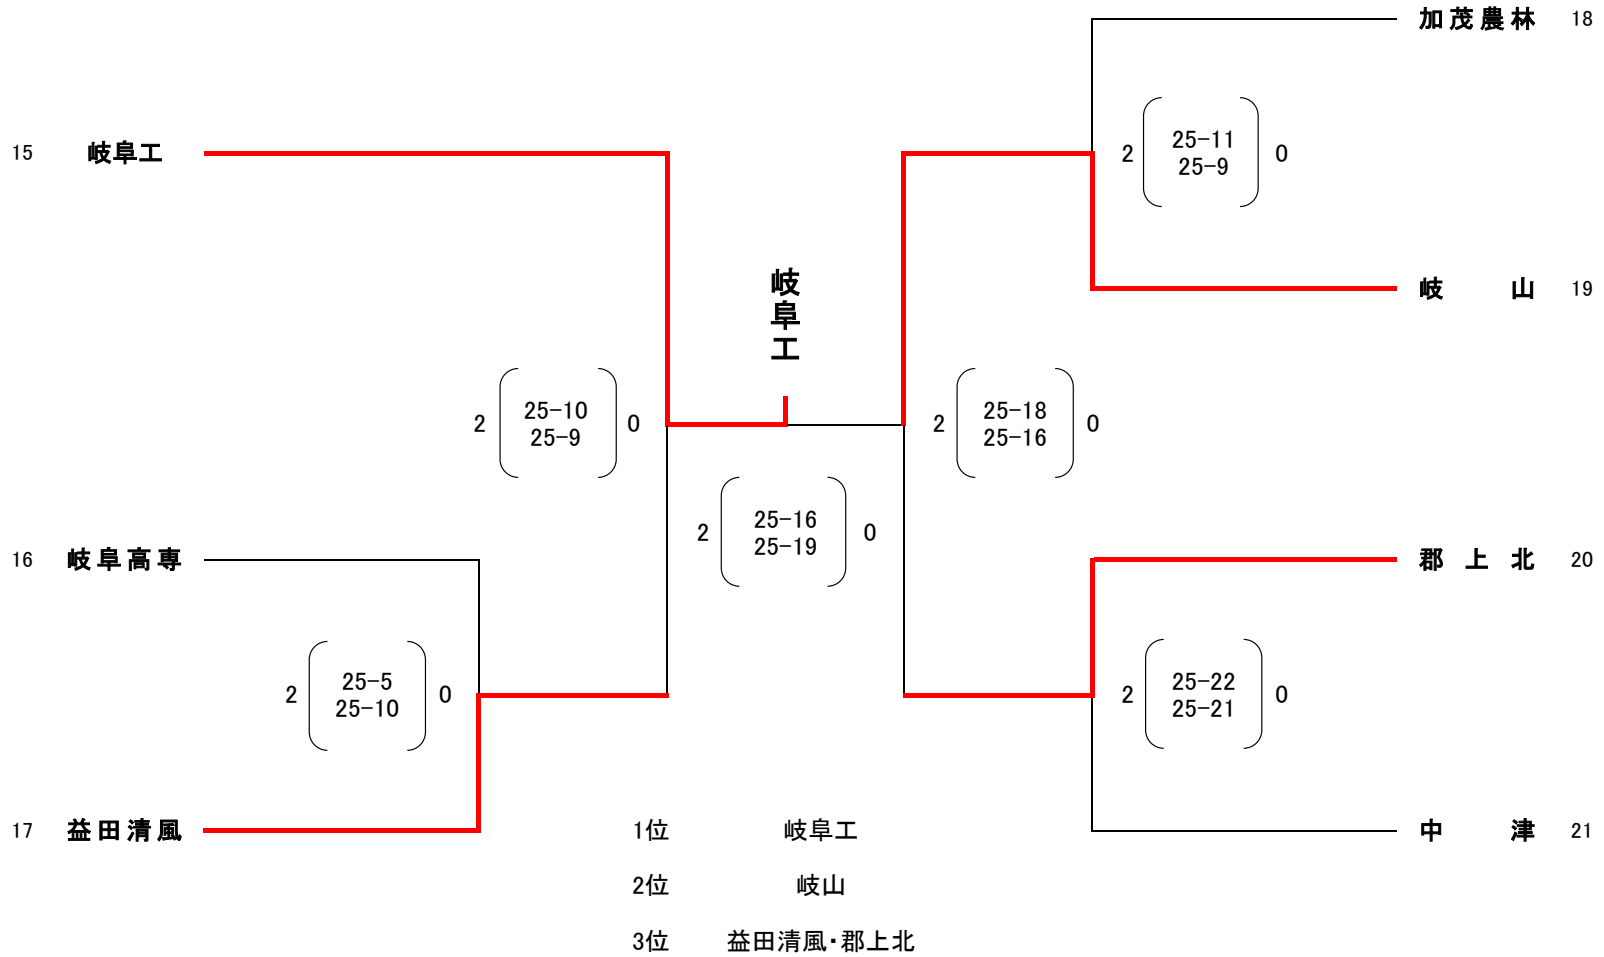 加茂農林 18
15 岐阜工
2 25-11 0
25-9
岐山 19
岐阜工
2 25-10 0
25-9
2 25-18 0
25-16
2 25-16 0
25-19
16 岐阜高専
郡上北 20
2 25-5 0
25-10
2 25-22 0
25-21
17 益田清風
中津 21
1位 岐阜工
2位 岐山
3位 益田清風・郡上北